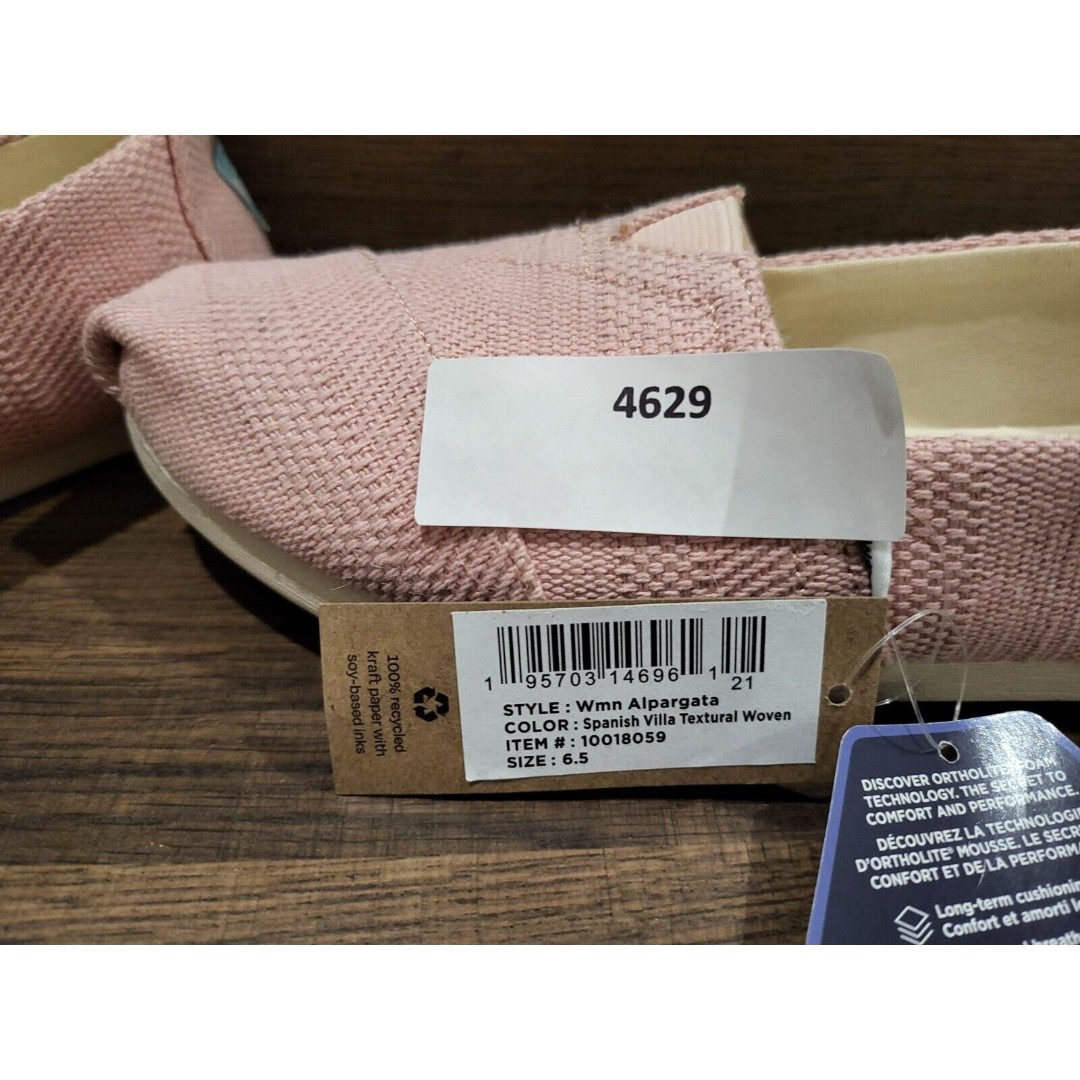 4629
100% recycled
kraft paper with
soy-based inks
1 95703 14696 1 21
STYLE : Wmn Alpargata
COLOR : Spanish Villa Textural Woven
ITEM # : 10018059
SIZE : 6.5
DISCOVER ORTHOLITE FOAM
TECHNOLOGY. THE SECRET TO
COMFORT AND PERFORMANCE.
DÉCOUVREZ LA TECHNOLOGIE
D'ORTHOLITE® MOUSSE. LE SECR
CONFORT ET DE LA PERFORMA
Long-term cushionin
Confort et amorti l